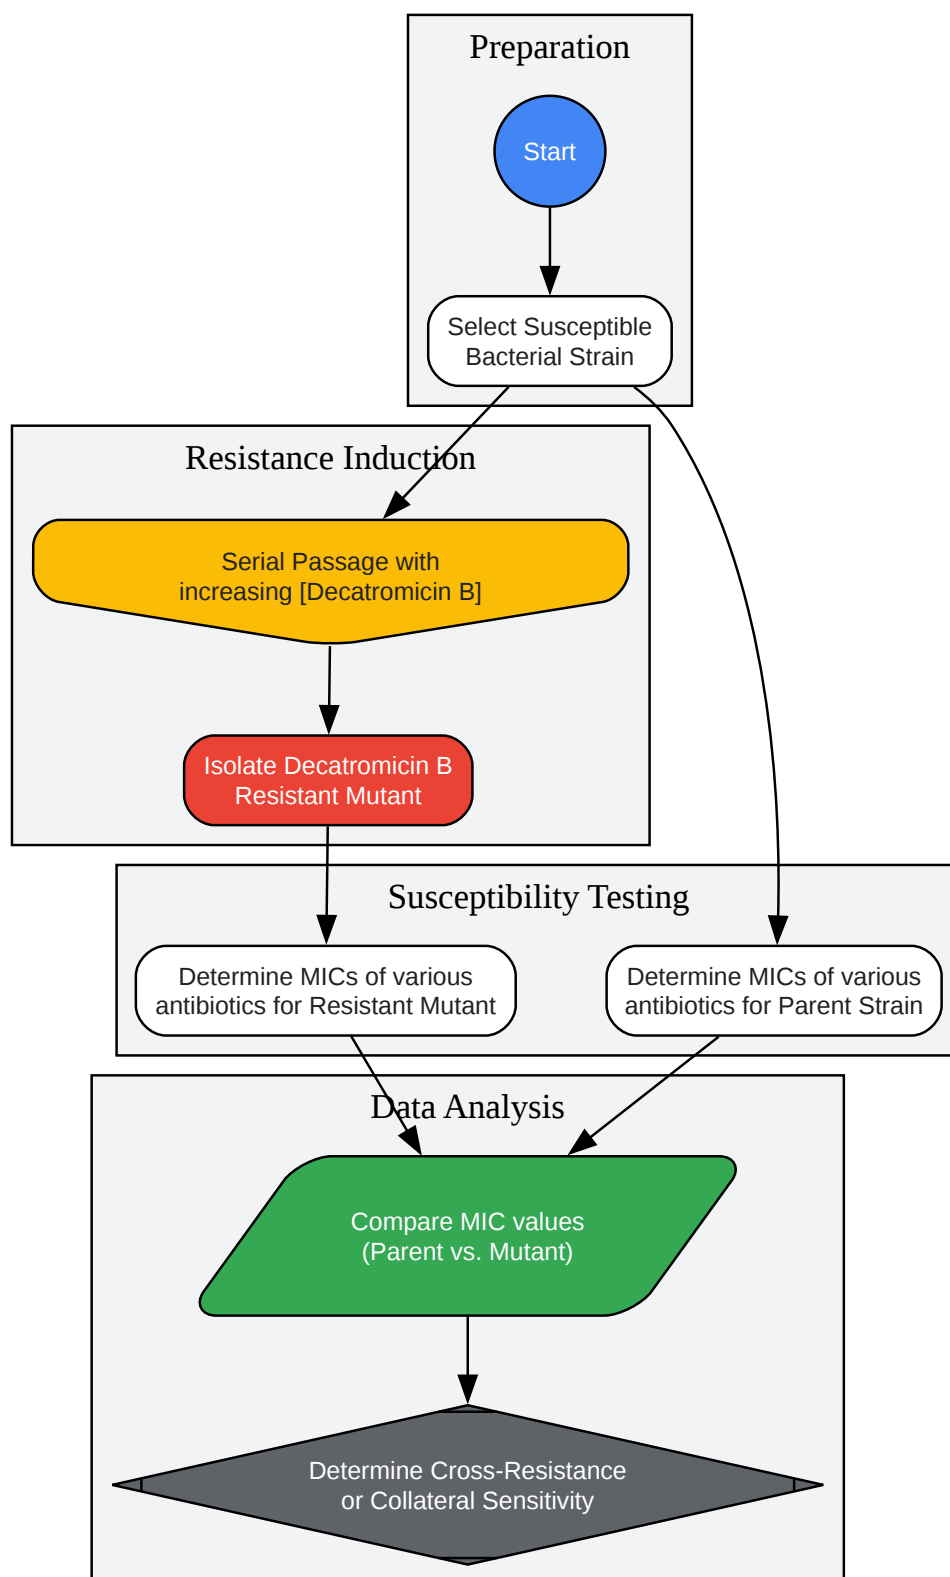 Preparation
Start
Select Susceptible
Bacterial Strain
Resistance Induction
Serial Passage with
increasing [Decatromicin B]
Isolate Decatromicin B
Resistant Mutant
Susceptibility Testing
Determine MICs of various
antibiotics for Resistant Mutant
Determine MICs of various
antibiotics for Parent Strain
Data Analysis
Compare MIC values
(Parent vs. Mutant)
Determine Cross-Resistance
or Collateral Sensitivity